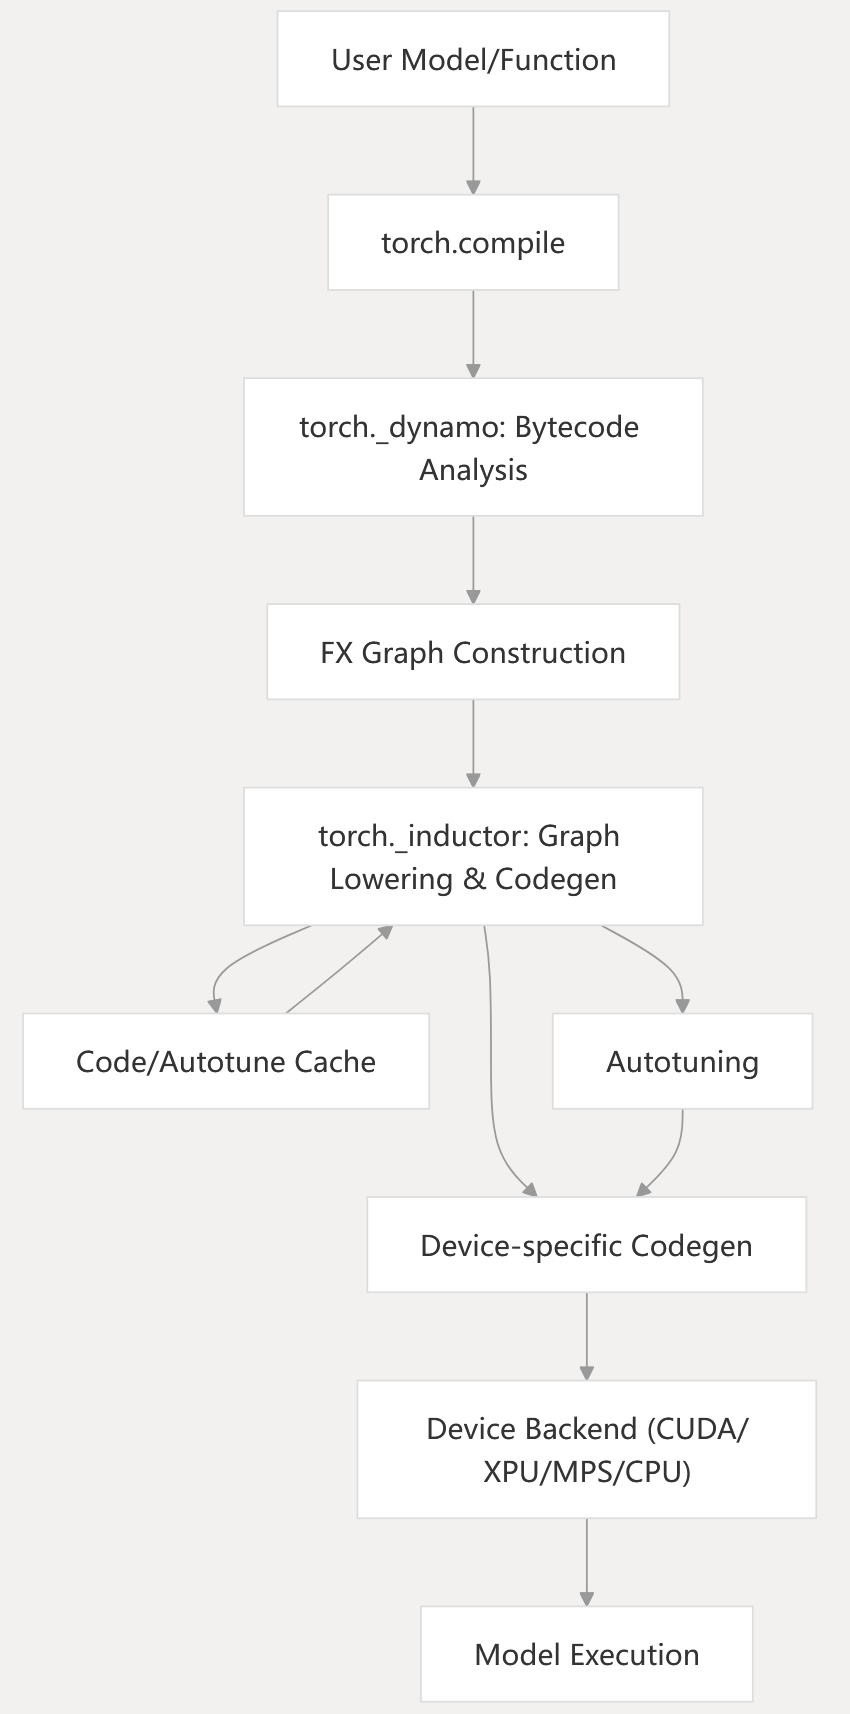 User Model/Function
torch.compile
torch._dynamo: Bytecode
Analysis
FX Graph Construction
torch._inductor: Graph
Lowering & Codegen
Code/Autotune Cache
Autotuning
Device-specific Codegen
Device Backend (CUDA/
XPU/MPS/CPU)
Model Execution